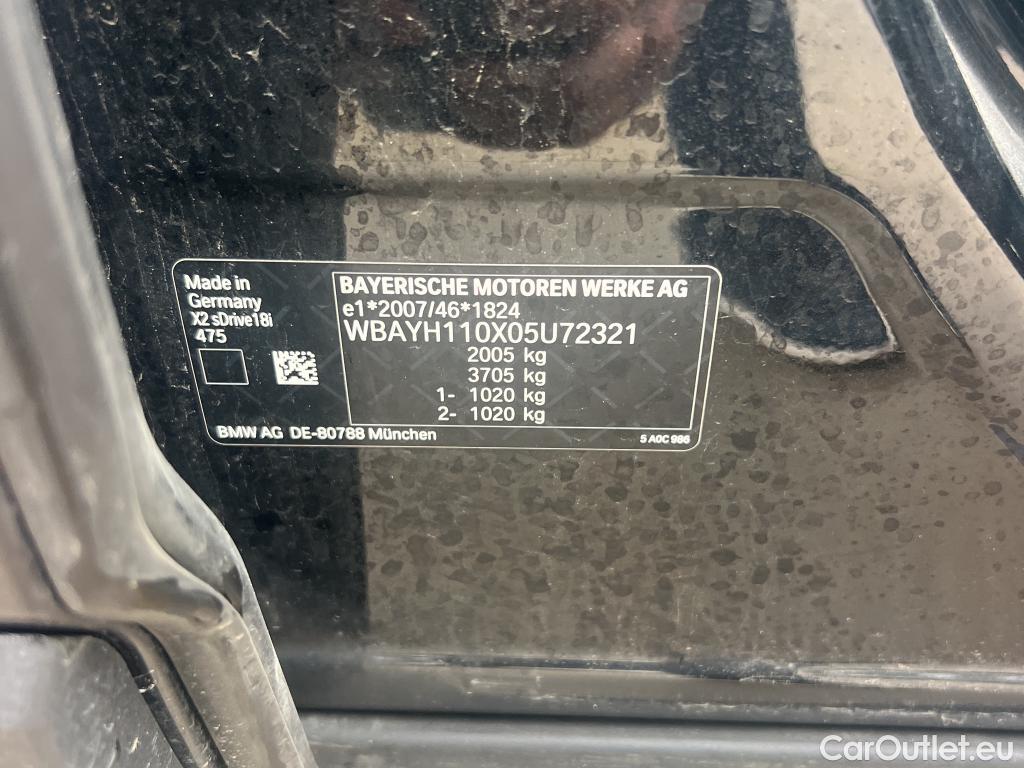 Made in
Germany
X2 sDrive18i
475
BAYERISCHE MOTOREN WERKE AG
e1*2007/46*1824
WBAYH110X05U72321
2005 kg
3705 kg
1- 1020 kg
2- 1020 kg
BMW AG DE-80788 München
5 A0C 986
CarOutlet.eu